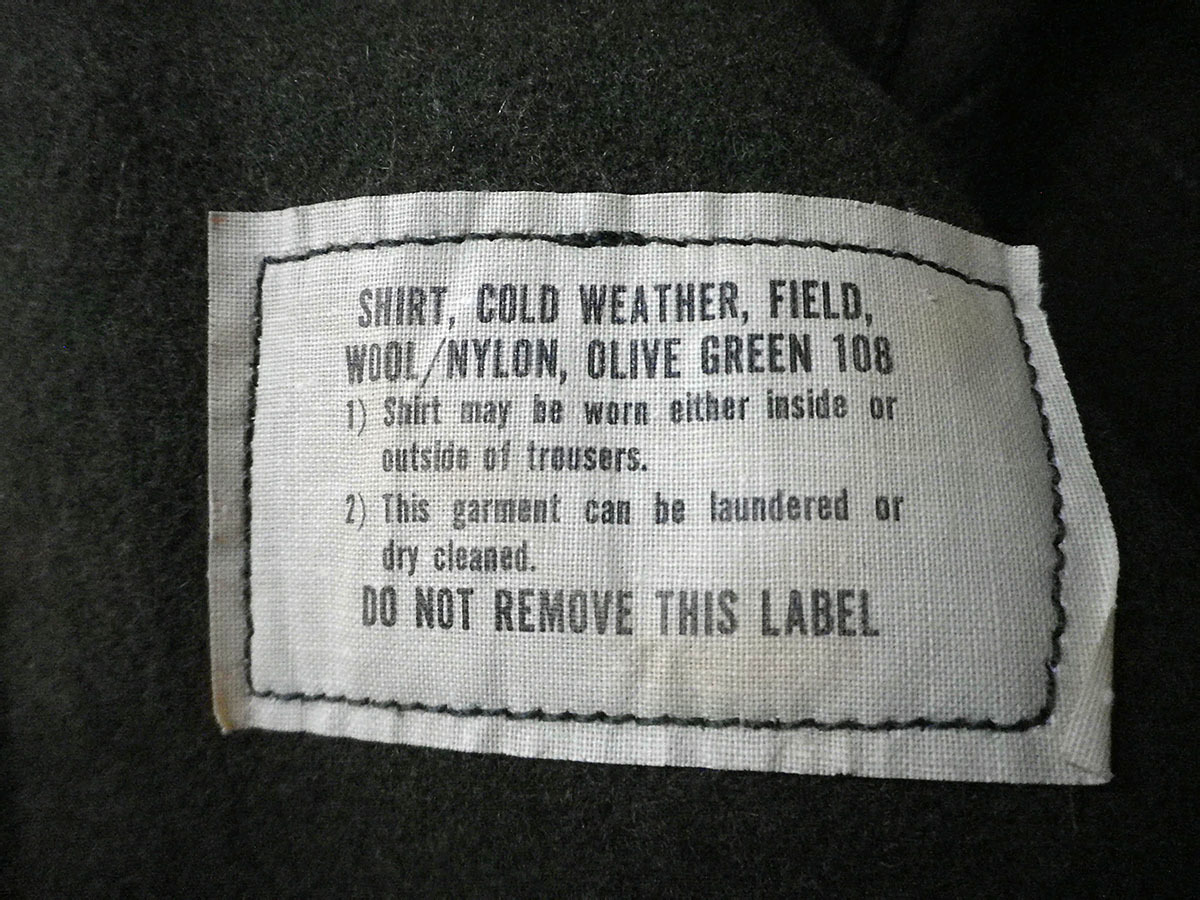 SHIRT, COLD WEATHER, FIELD,
WOOL/NYLON, OLIVE GREEN 108
1) Shirt may be worn either inside or
outside of trousers.
2) This garment can be laundered or
dry cleaned.
DO NOT REMOVE THIS LABEL